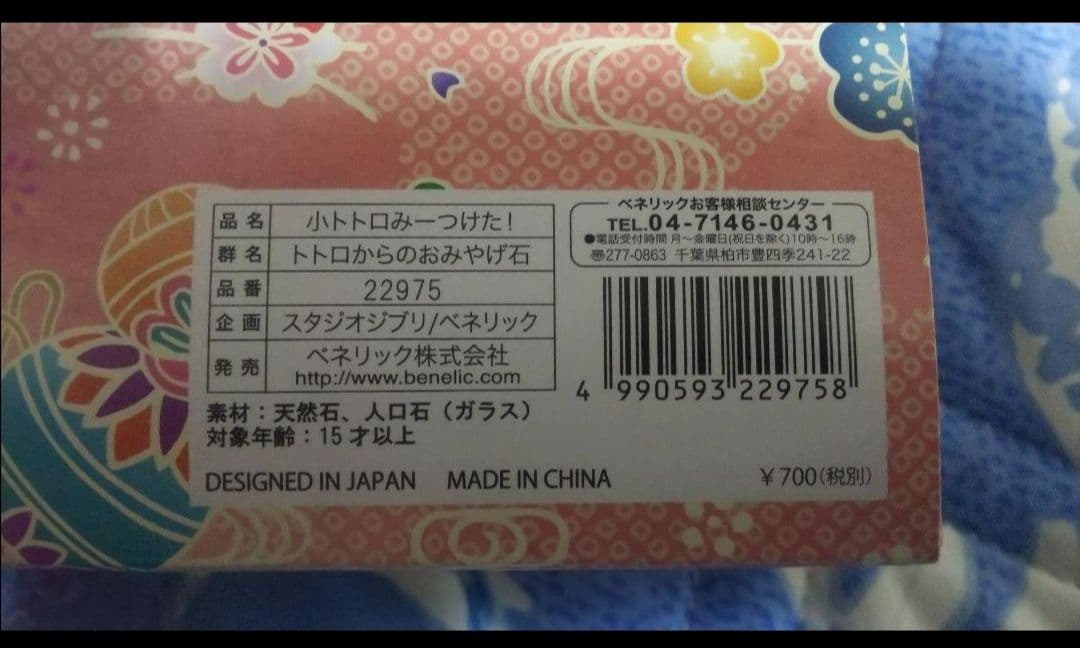 品名 小トトロみーつけた!
群名 トトロからのおみやげ石
品番 22975
企画 スタジオジブリ/ベネリック
発売 ベネリック株式会社
http://www.benelic.com
素材:天然石、人口石(ガラス)
対象年齢:15才以上
DESIGNED IN JAPAN MADE IN CHINA
ベネリックお客様相談センター
TEL.04-7146-0431
●電話受付時間 月~金曜日(祝日を除く)10時~16時
〠277-0863 千葉県柏市豊四季241-22
4 990593 229758
¥700(税別)